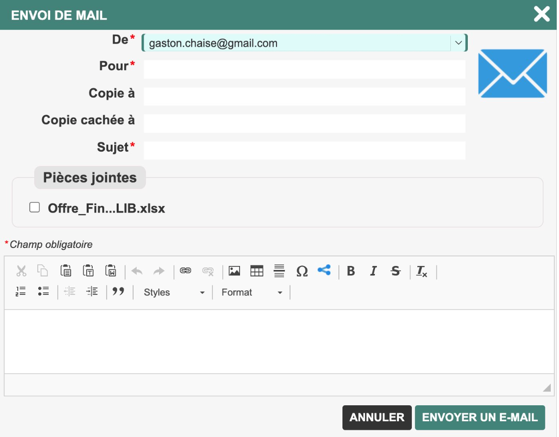 ENVOI DE MAIL
De*
gaston.chaise@gmail.com
Pour*
Copie à
Copie cachée à
Sujet*
Pièces jointes
Offre_Fin...LIB.xlsx
*Champ obligatoire
Styles
Format
ANNULER
ENVOYER UN E-MAIL